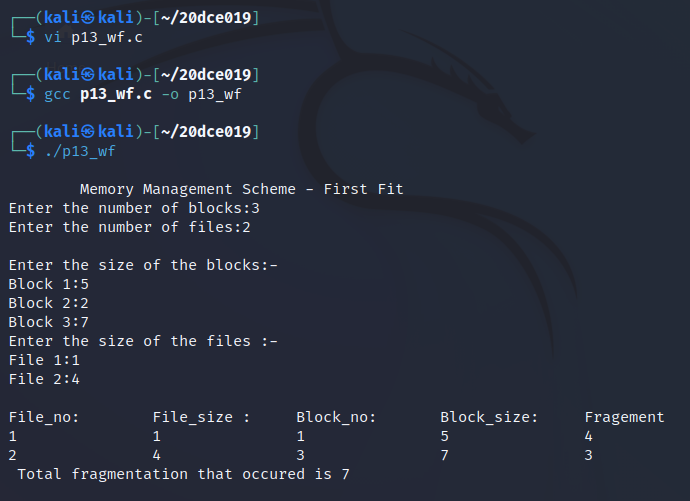 ┌──(kali㉿kali)-[~/20dce019]
└─$ vi p13_wf.c
┌──(kali㉿kali)-[~/20dce019]
└─$ gcc p13_wf.c -o p13_wf
┌──(kali㉿kali)-[~/20dce019]
└─$ ./p13_wf
Memory Management Scheme - First Fit
Enter the number of blocks:3
Enter the number of files:2
Enter the size of the blocks:-
Block 1:5
Block 2:2
Block 3:7
Enter the size of the files :-
File 1:1
File 2:4
File_no: File_size : Block_no: Block_size: Fragement
1 1 1 5 4
2 4 3 7 3
Total fragmentation that occured is 7